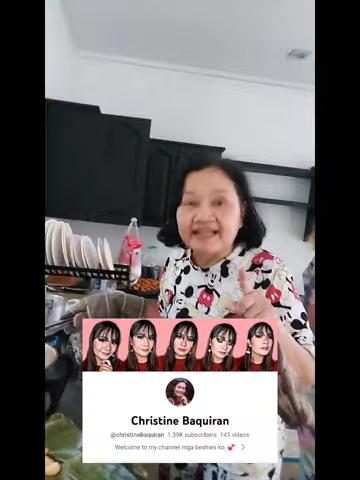 Christine Baquiran
@christinebaquiran 1.39K subscribers 145 videos
Welcome to my channel mga beshies ko. 💕 >